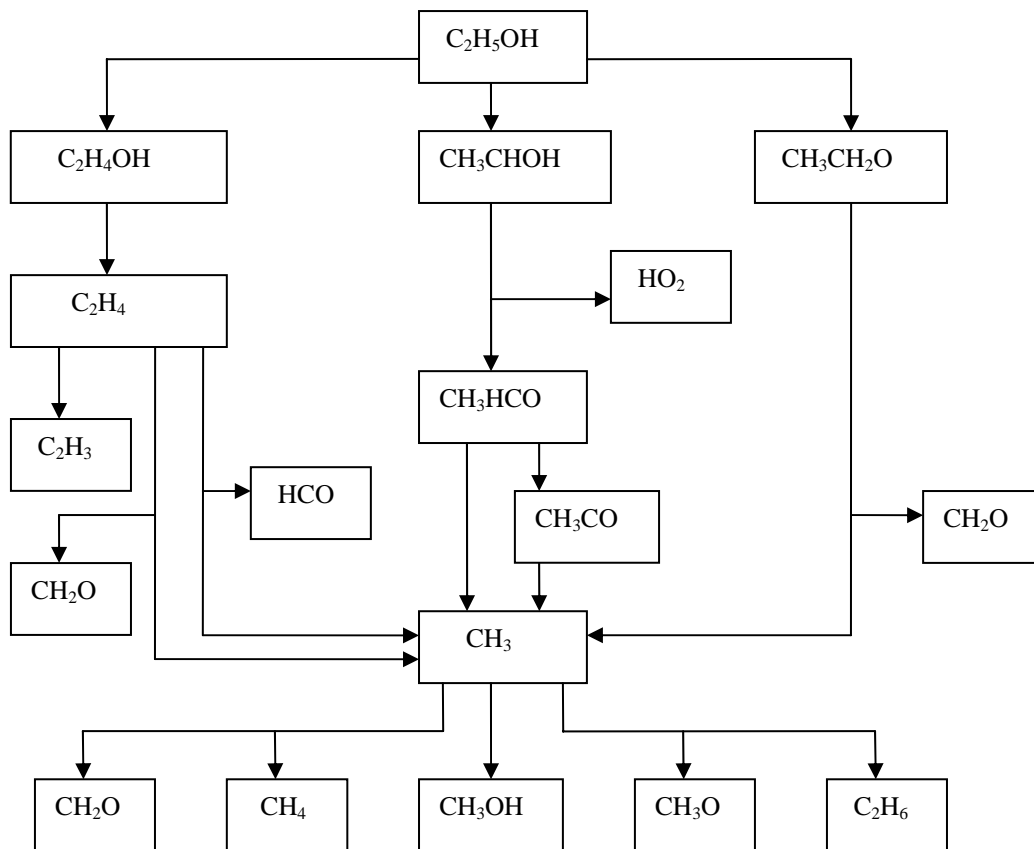 C₂H₅OH
C₂H₄OH
CH₃CHOH
CH₃CH₂O
C₂H₄
HO₂
CH₃HCO
C₂H₃
HCO
CH₃CO
CH₂O
CH₂O
CH₃
CH₂O
CH₄
CH₃OH
CH₃O
C₂H₆